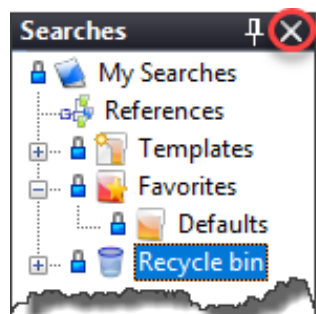 Searches
My Searches
References
Templates
Favorites
Defaults
Recycle bin